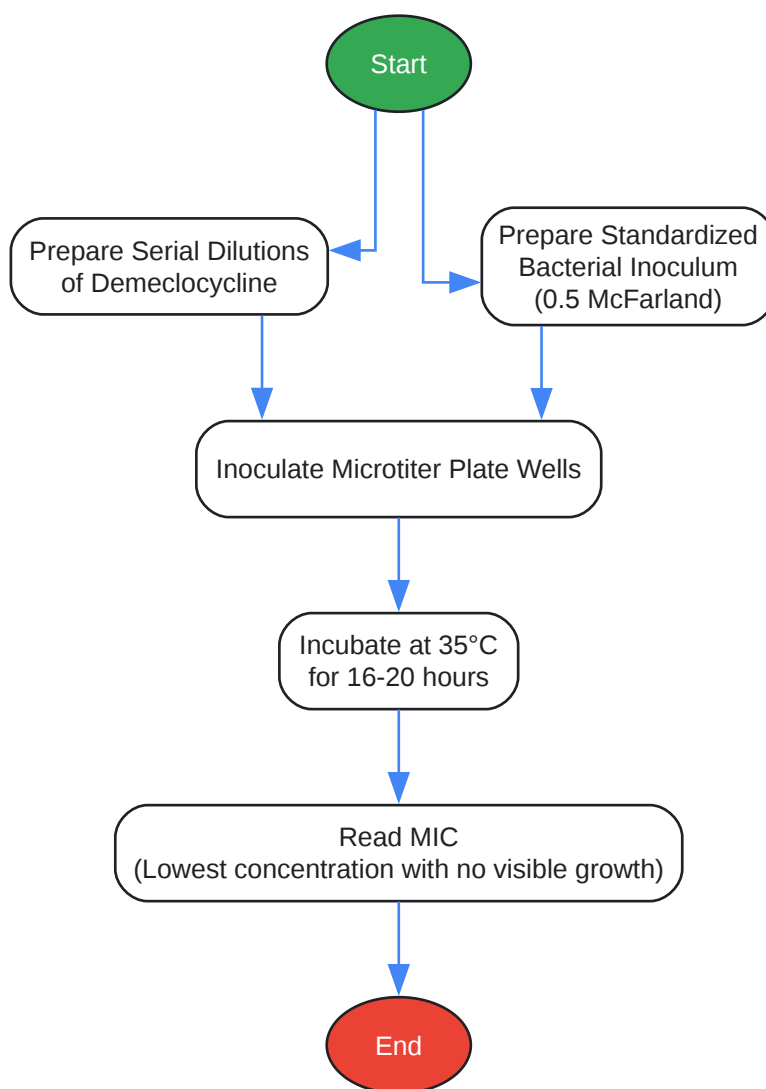 Start
Prepare Serial Dilutions
of Demeclocycline
Prepare Standardized
Bacterial Inoculum
(0.5 McFarland)
Inoculate Microtiter Plate Wells
Incubate at 35°C
for 16-20 hours
Read MIC
(Lowest concentration with no visible growth)
End